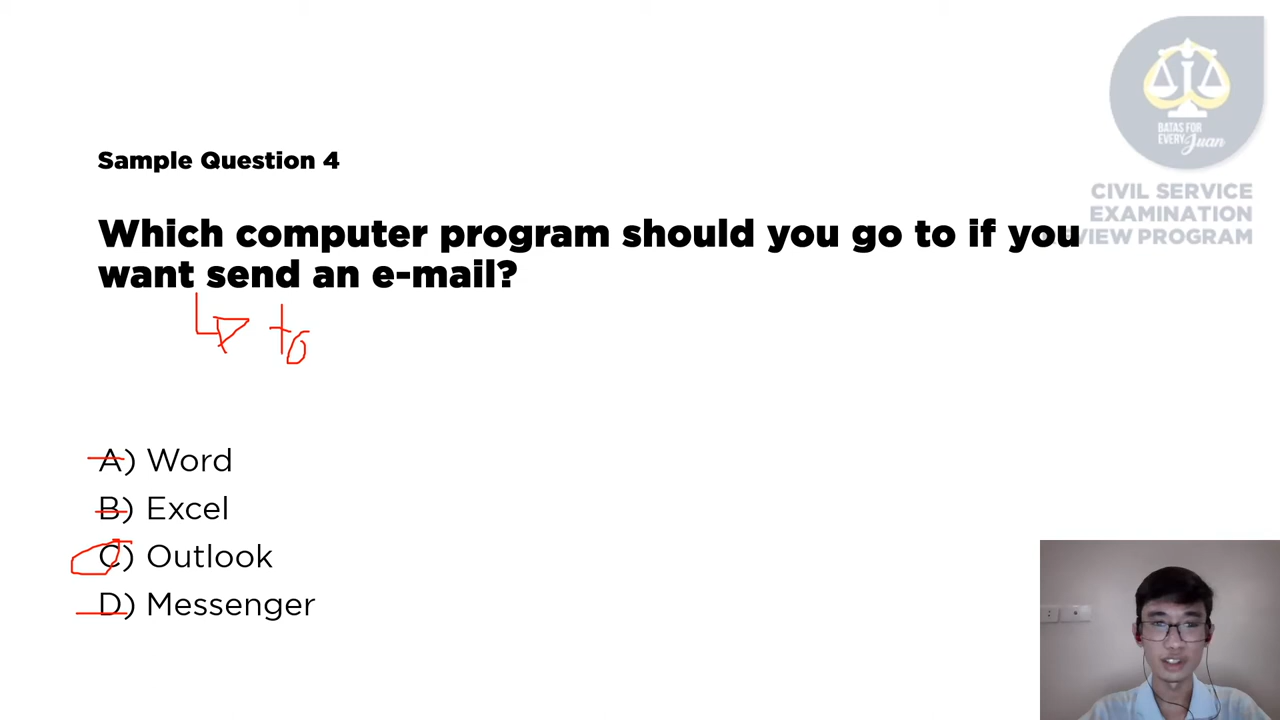 BATAS FOR
EVERY Juan
CIVIL SERVICE
EXAMINATION
VIEW PROGRAM
Sample Question 4
Which computer program should you go to if you
want send an e-mail?
to
A) Word
B) Excel
C) Outlook
D) Messenger